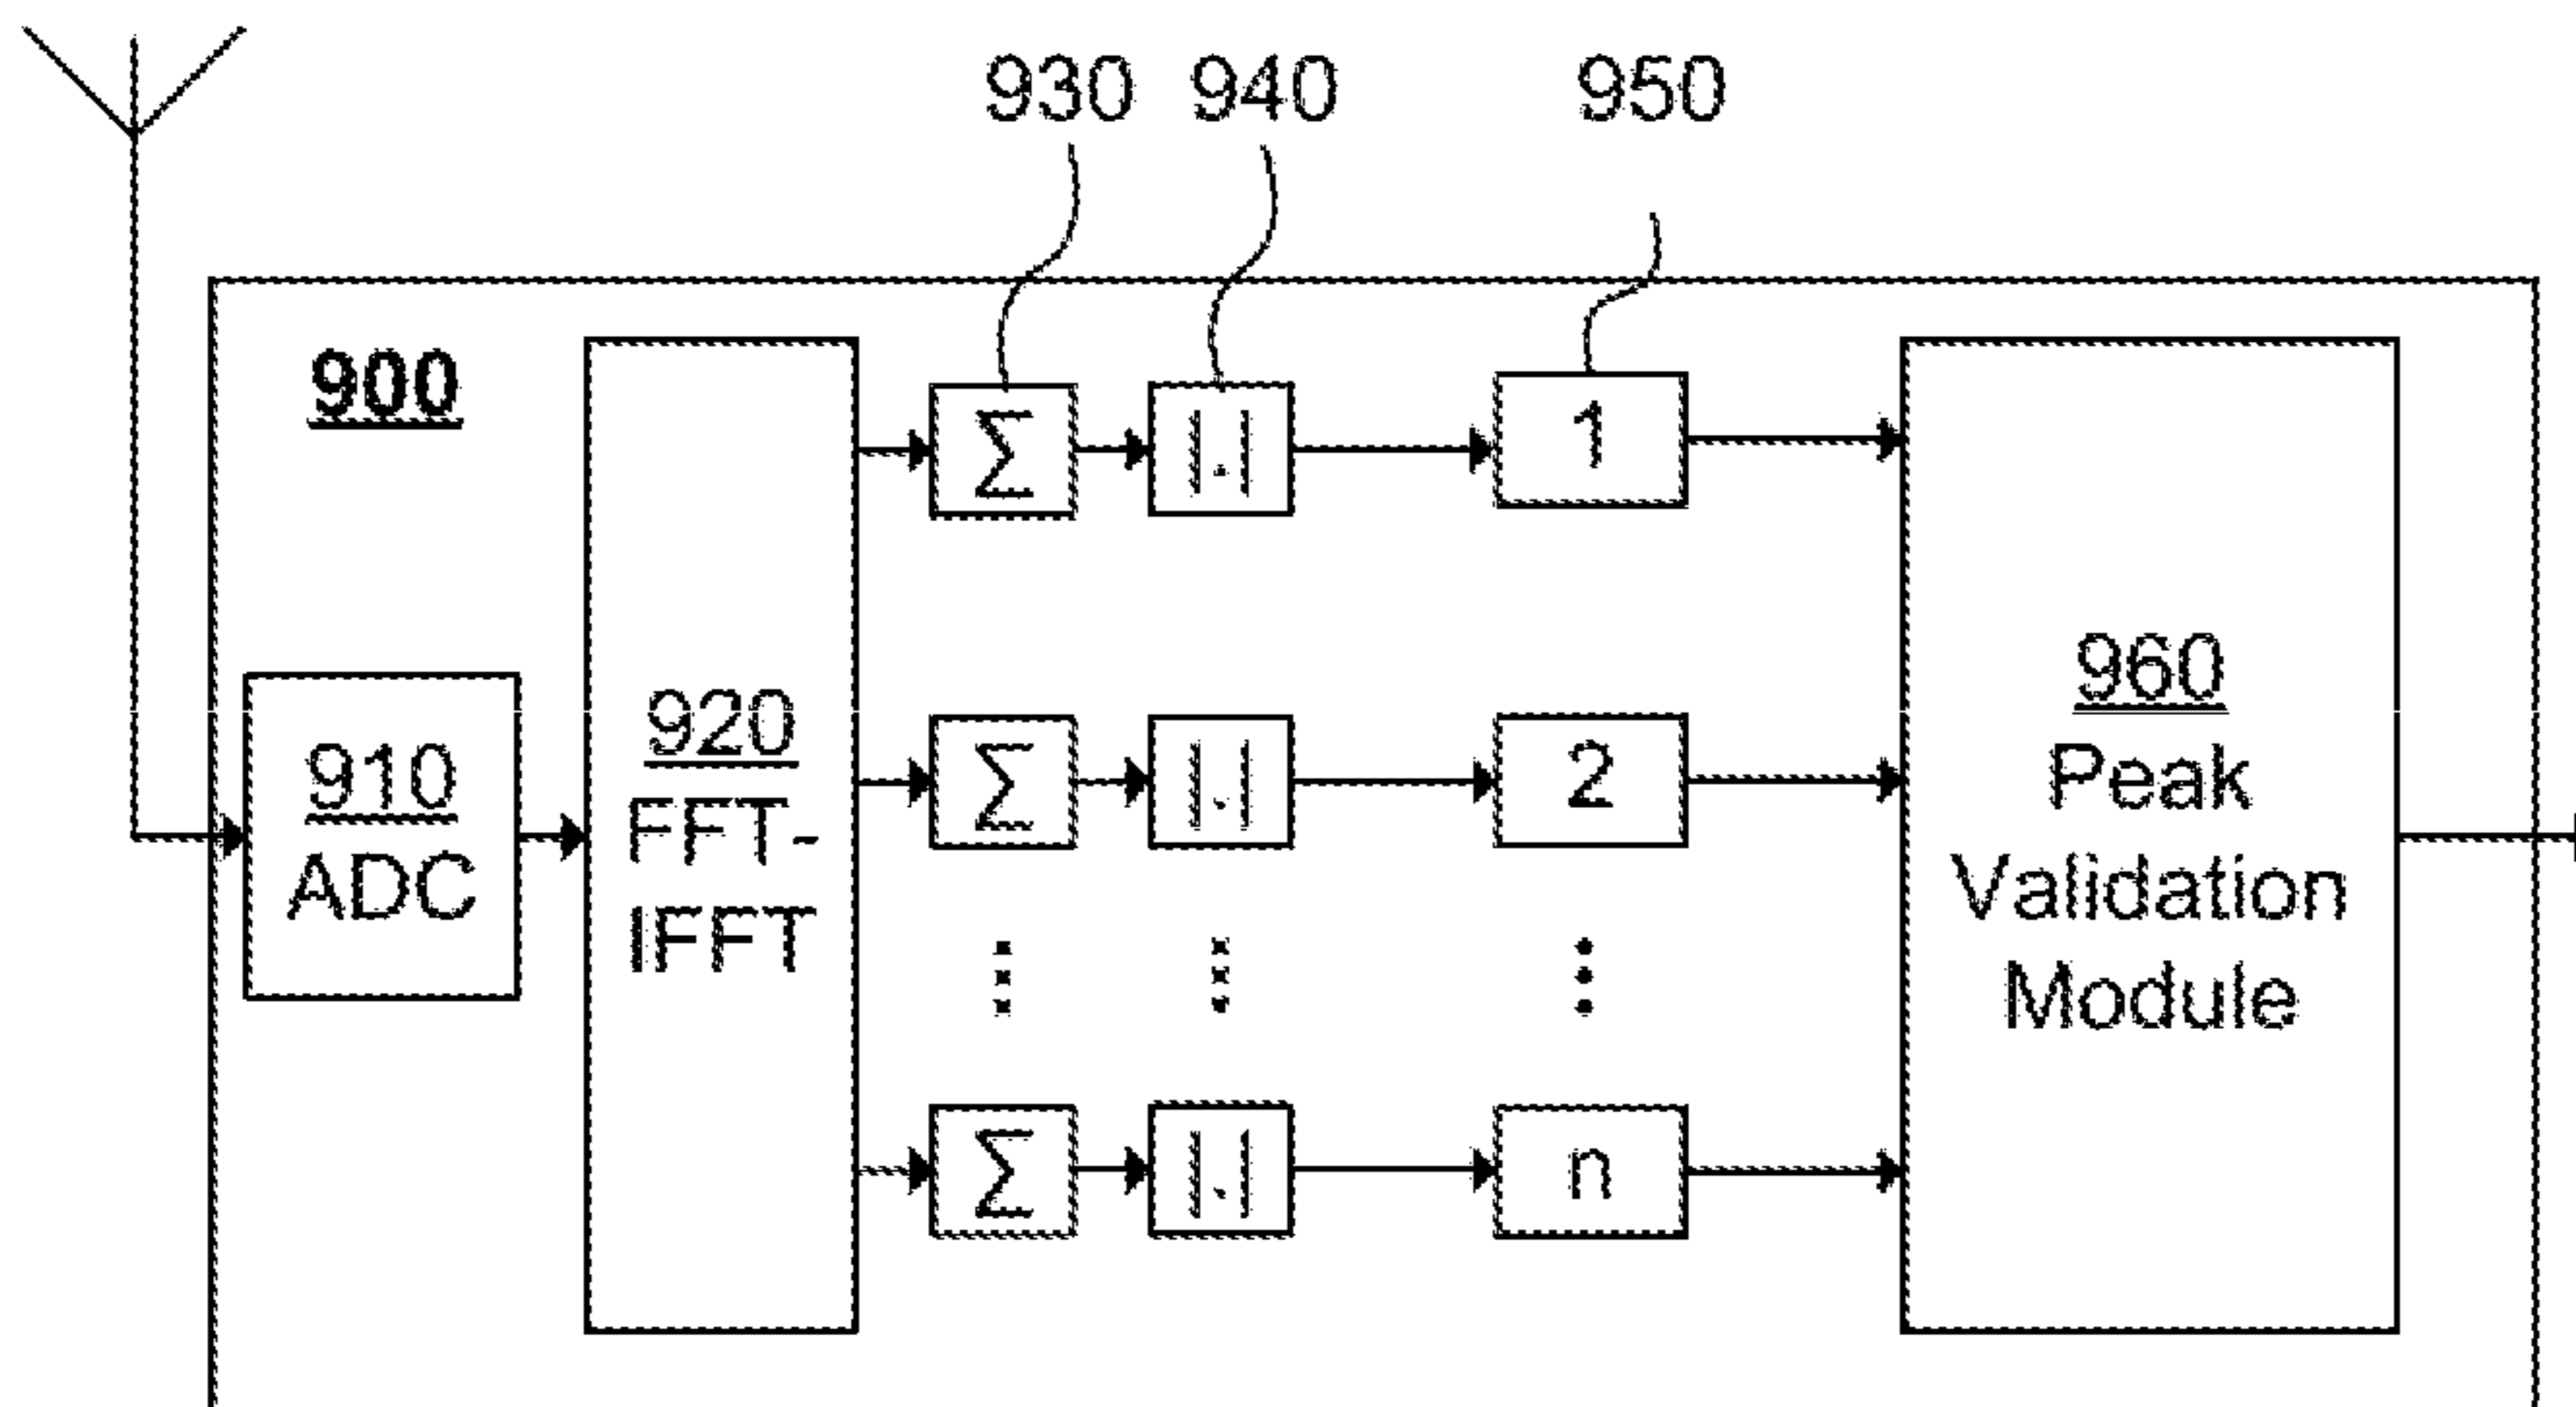 930 940 950
900
Σ |.| 1
910
ADC
920
FFT-
IFFT
Σ |.| 2
960
Peak
Validation
Module
Σ |.| n